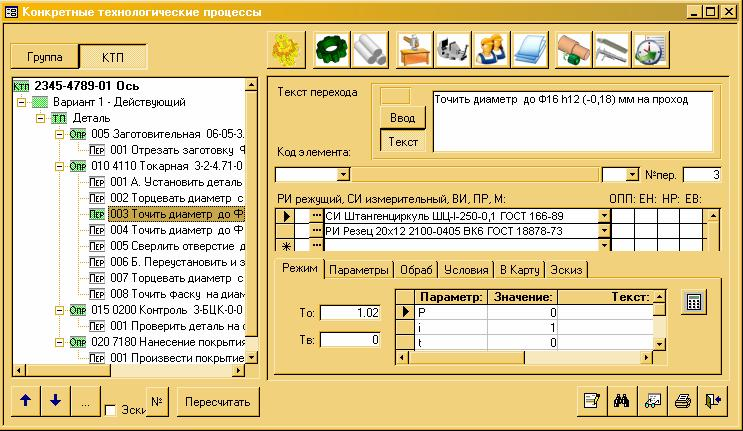 Конкретные технологические процессы
Группа
КТП
КТП 2345-4789-01 Ось
Вариант 1 - Действующий
ТП Деталь
Опр 005 Заготовительная 06-05-3.
Пер 001 Отрезать заготовку Ф
Опр 010 4110 Токарная 3-2-4.71-0
Пер 001 А. Установить деталь
Пер 002 Торцевать диаметр с
Пер 003 Точить диаметр до Ф
Пер 004 Точить диаметр до Ф
Пер 005 Сверлить отверстие д
Пер 006 Б. Переустановить и з
Пер 007 Торцевать диаметр с
Пер 008 Точить Фаску на диам
Опр 015 0200 Контроль 3-БЦК-0-0
Пер 001 Проверить деталь на с
Опр 020 7180 Нанесение покрытия
Пер 001 Произвести покрытие
...
Эски
№
Пересчитать
Текст перехода
Ввод
Текст
Точить диаметр до Ф16 h12 (-0,18) мм на проход
Код элемента:
№пер. 3
РИ режущий, СИ измерительный, ВИ, ПР, М: ОПП: ЕН: НР: ЕВ:
... СИ Штангенциркуль ШЦ-I-250-0,1 ГОСТ 166-89
... РИ Резец 20х12 2100-0405 ВК6 ГОСТ 18878-73
...
Режим Параметры Обраб Условия В Карту Эскиз
То: 1.02
Тв: 0
Параметр: Значение: Текст:
P 0
i 1
t 0